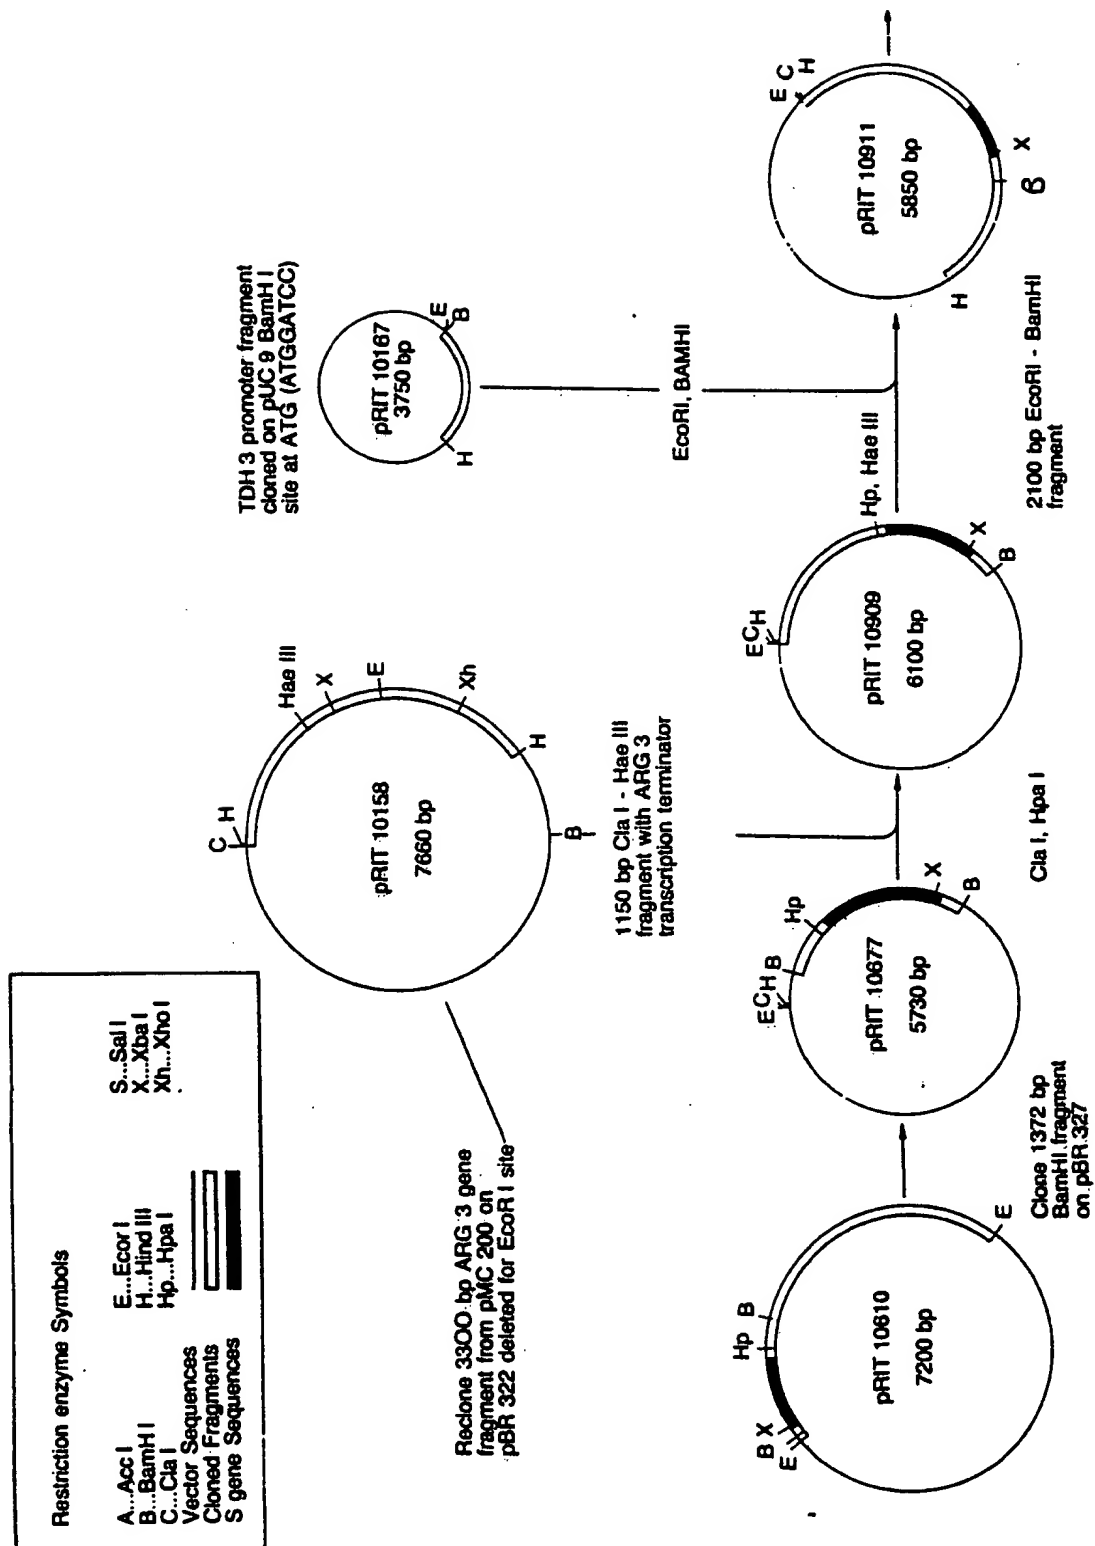 Restriction enzyme Symbols
A...Acc I
B...BamH I
C...Cla I
E...Ecor I
H...Hind III
Hp...Hpa I
S...Sal I
X...Xba I
Xh...Xho I
Vector Sequences
Cloned Fragments
S gene Sequences
Reclone 3300 bp ARG 3 gene
fragment from pMC 200 on
pBR 322 deleted for EcoR I site
C
H
Hae III
X
E
Xh
H
B
pRIT 10158
7660 bp
1150 bp Cla I - Hae III
fragment with ARG 3
transcription terminator
TDH 3 promoter fragment
cloned on pUC 9 BamH I
site at ATG (ATGGATCC)
H
E
B
pRIT 10167
3750 bp
EcoRI, BAMHI
E
B
X
Hp
B
E
pRIT 10610
7200 bp
Clone 1372 bp
BamHI fragment
on pBR 327
E
C
H
B
Hp
X
B
pRIT 10677
5730 bp
Cla I, Hpa I
E
C
H
Hp, Hae III
X
B
pRIT 10909
6100 bp
2100 bp EcoRI - BamHI
fragment
E
C
H
X
B
H
pRIT 10911
5850 bp